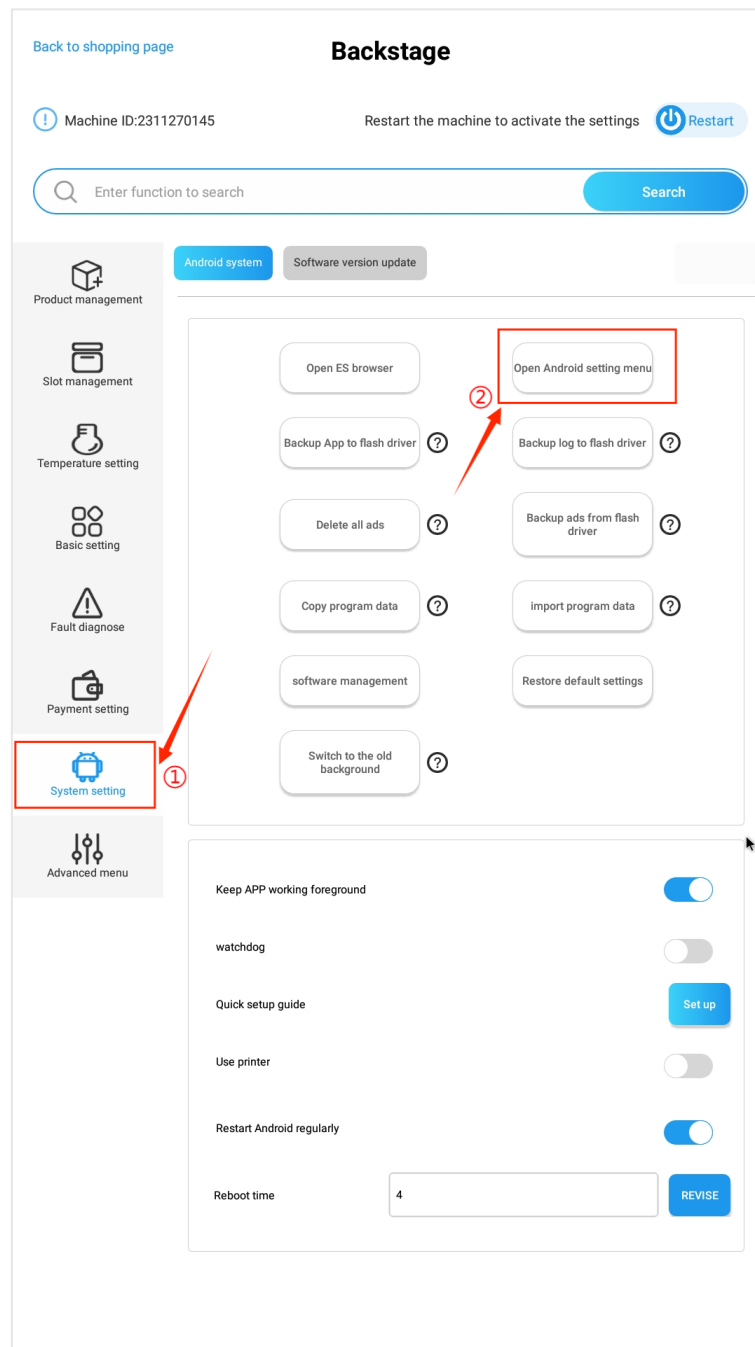 Back to shopping page
Backstage
Machine ID:2311270145
Restart the machine to activate the settings
Restart
Enter function to search
Search
Product management
Slot management
Temperature setting
Basic setting
Fault diagnose
Payment setting
System setting
①
Advanced menu
Android system
Software version update
Open ES browser
Open Android setting menu
②
Backup App to flash driver
?
Backup log to flash driver
?
Delete all ads
?
Backup ads from flash
driver
?
Copy program data
?
import program data
?
software management
Restore default settings
Switch to the old
background
?
Keep APP working foreground
watchdog
Quick setup guide
Set up
Use printer
Restart Android regularly
Reboot time
4
REVISE